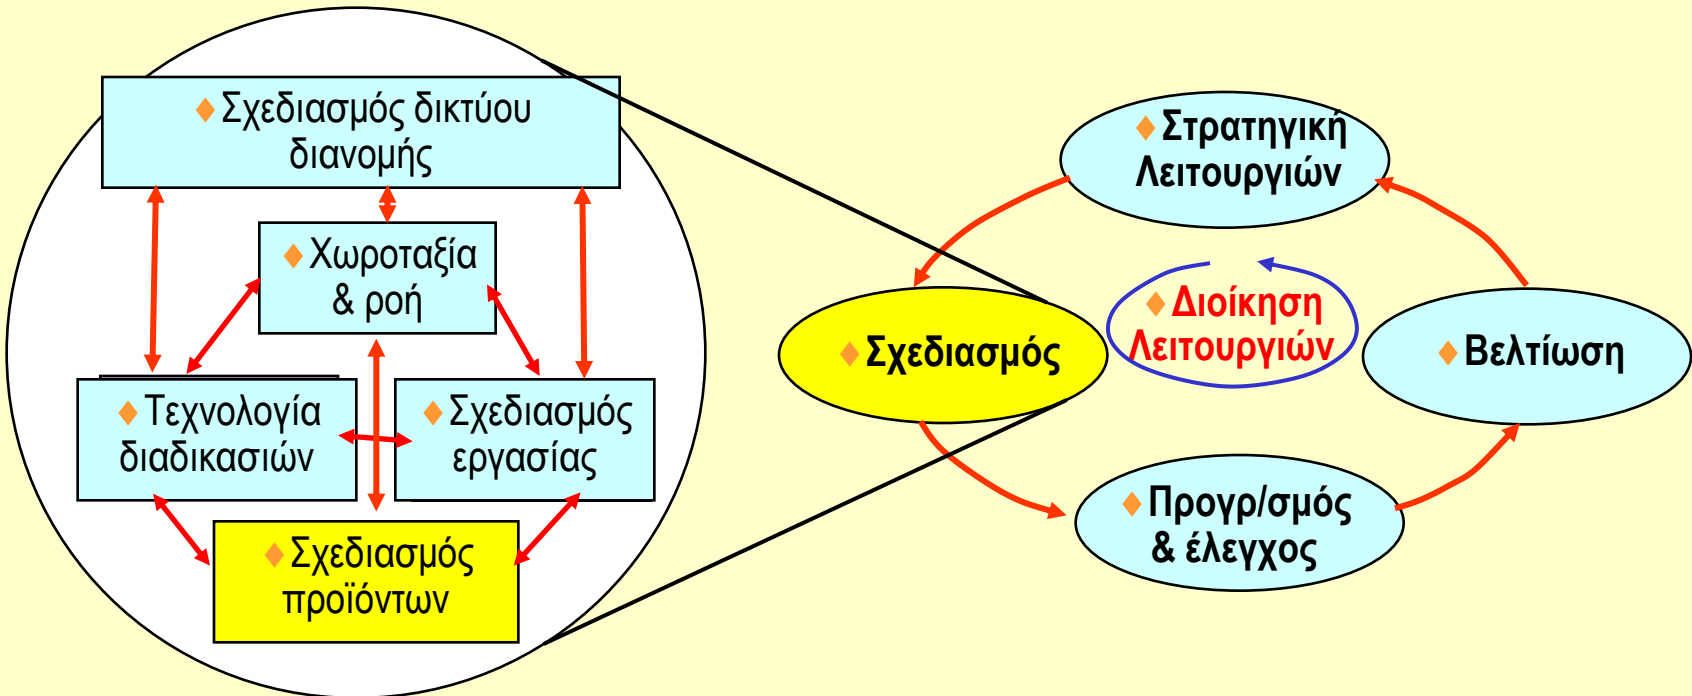 ♦ Σχεδιασμός δικτύου
διανομής
♦ Χωροταξία
& ροή
♦ Τεχνολογία
διαδικασιών
♦ Σχεδιασμός
εργασίας
♦ Σχεδιασμός
προϊόντων
♦ Στρατηγική
Λειτουργιών
♦ Σχεδιασμός
♦ Διοίκηση
Λειτουργιών
♦ Βελτίωση
♦ Προγρ/σμός
& έλεγχος